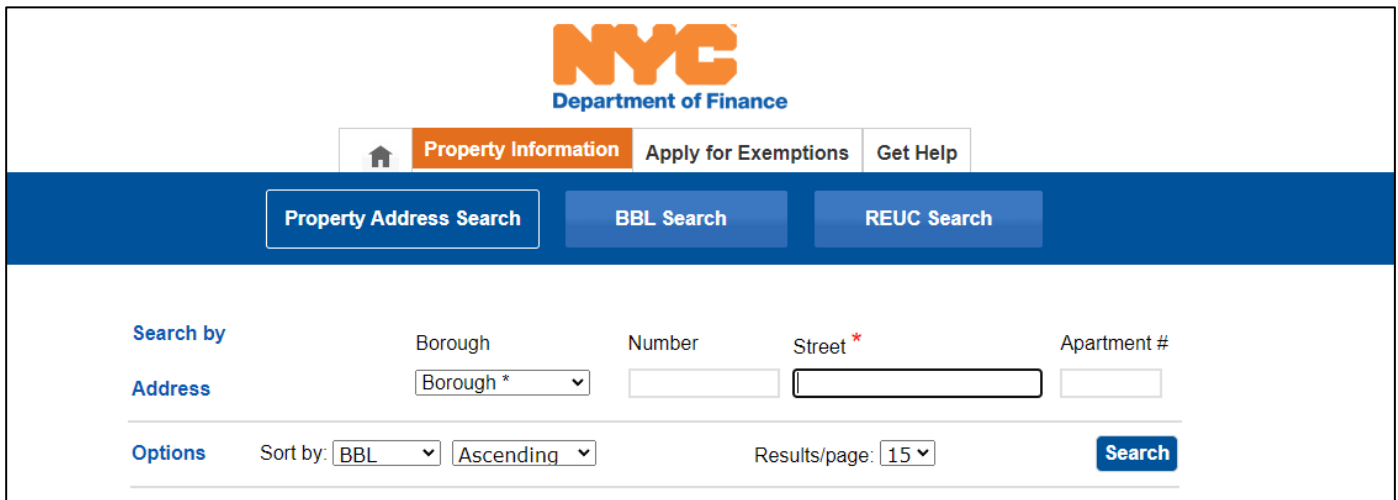 NYC
Department of Finance
Property Information Apply for Exemptions Get Help
Property Address Search BBL Search REUC Search
Search by Borough Number Street * Apartment #
Address Borough *
Options Sort by: BBL Ascending Results/page: 15 Search